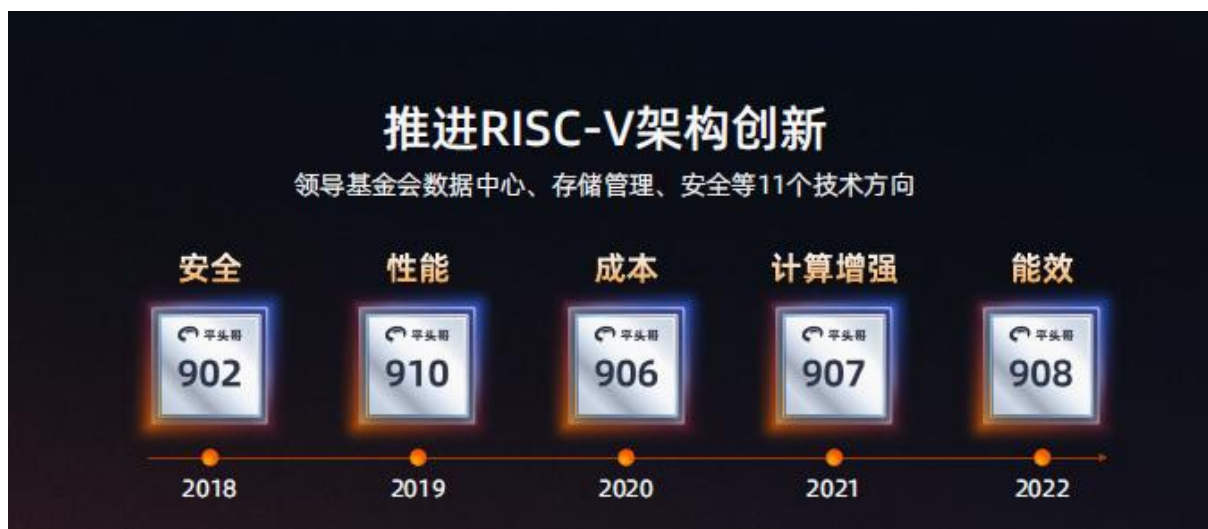 推进RISC-V架构创新
领导基金会数据中心、存储管理、安全等11个技术方向
安全 性能 成本 计算增强 能效
平头哥 平头哥 平头哥 平头哥 平头哥
902 910 906 907 908
2018 2019 2020 2021 2022